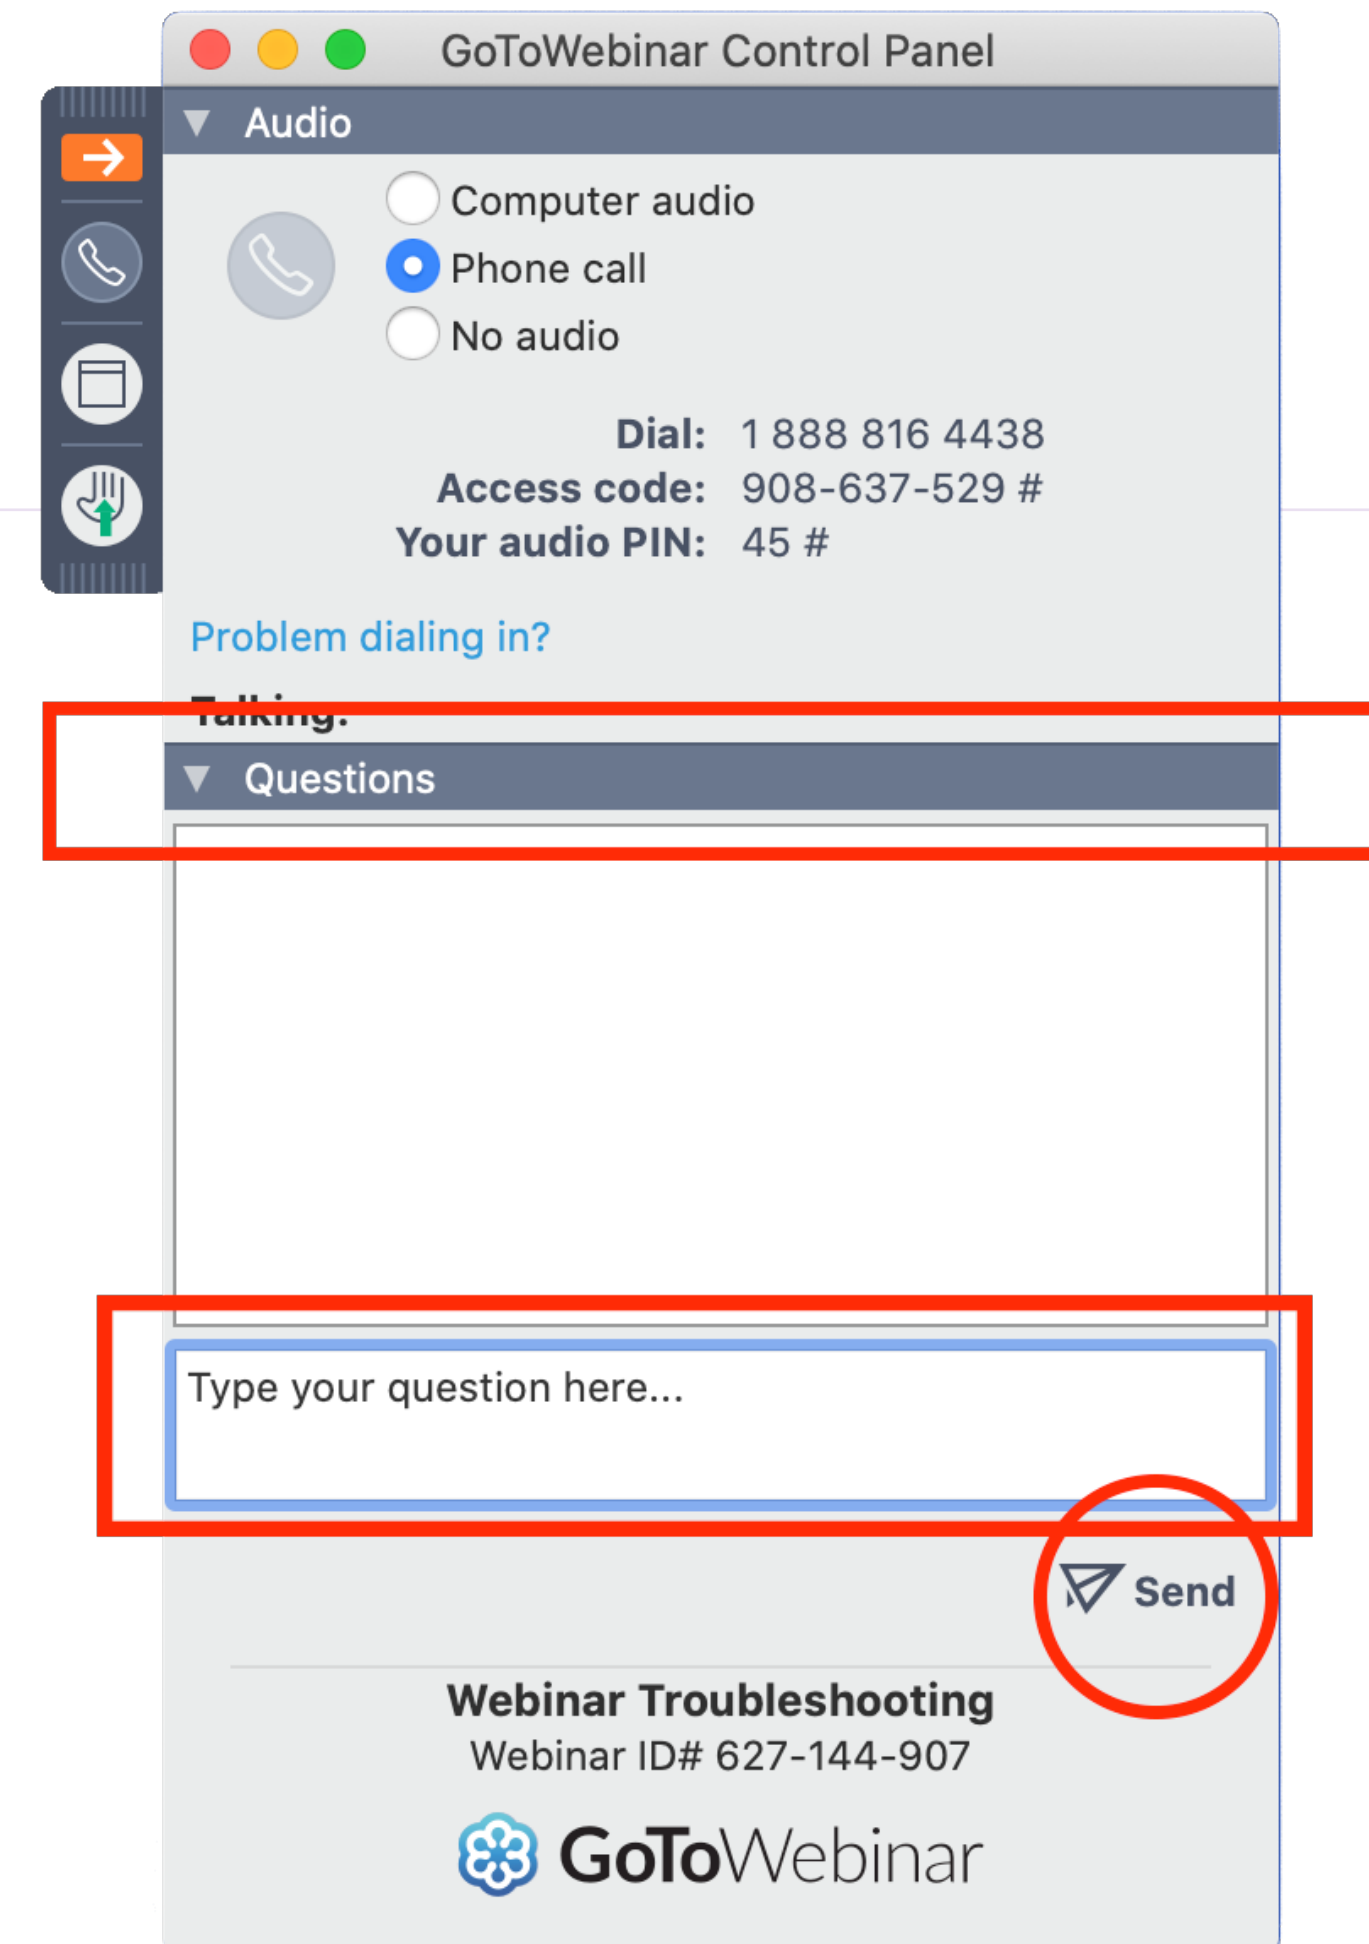 GoToWebinar Control Panel
Audio
Computer audio
Phone call
No audio
Dial: 1 888 816 4438
Access code: 908-637-529 #
Your audio PIN: 45 #
Problem dialing in?
Talking:
Questions
Type your question here...
Send
Webinar Troubleshooting
Webinar ID# 627-144-907
GoToWebinar